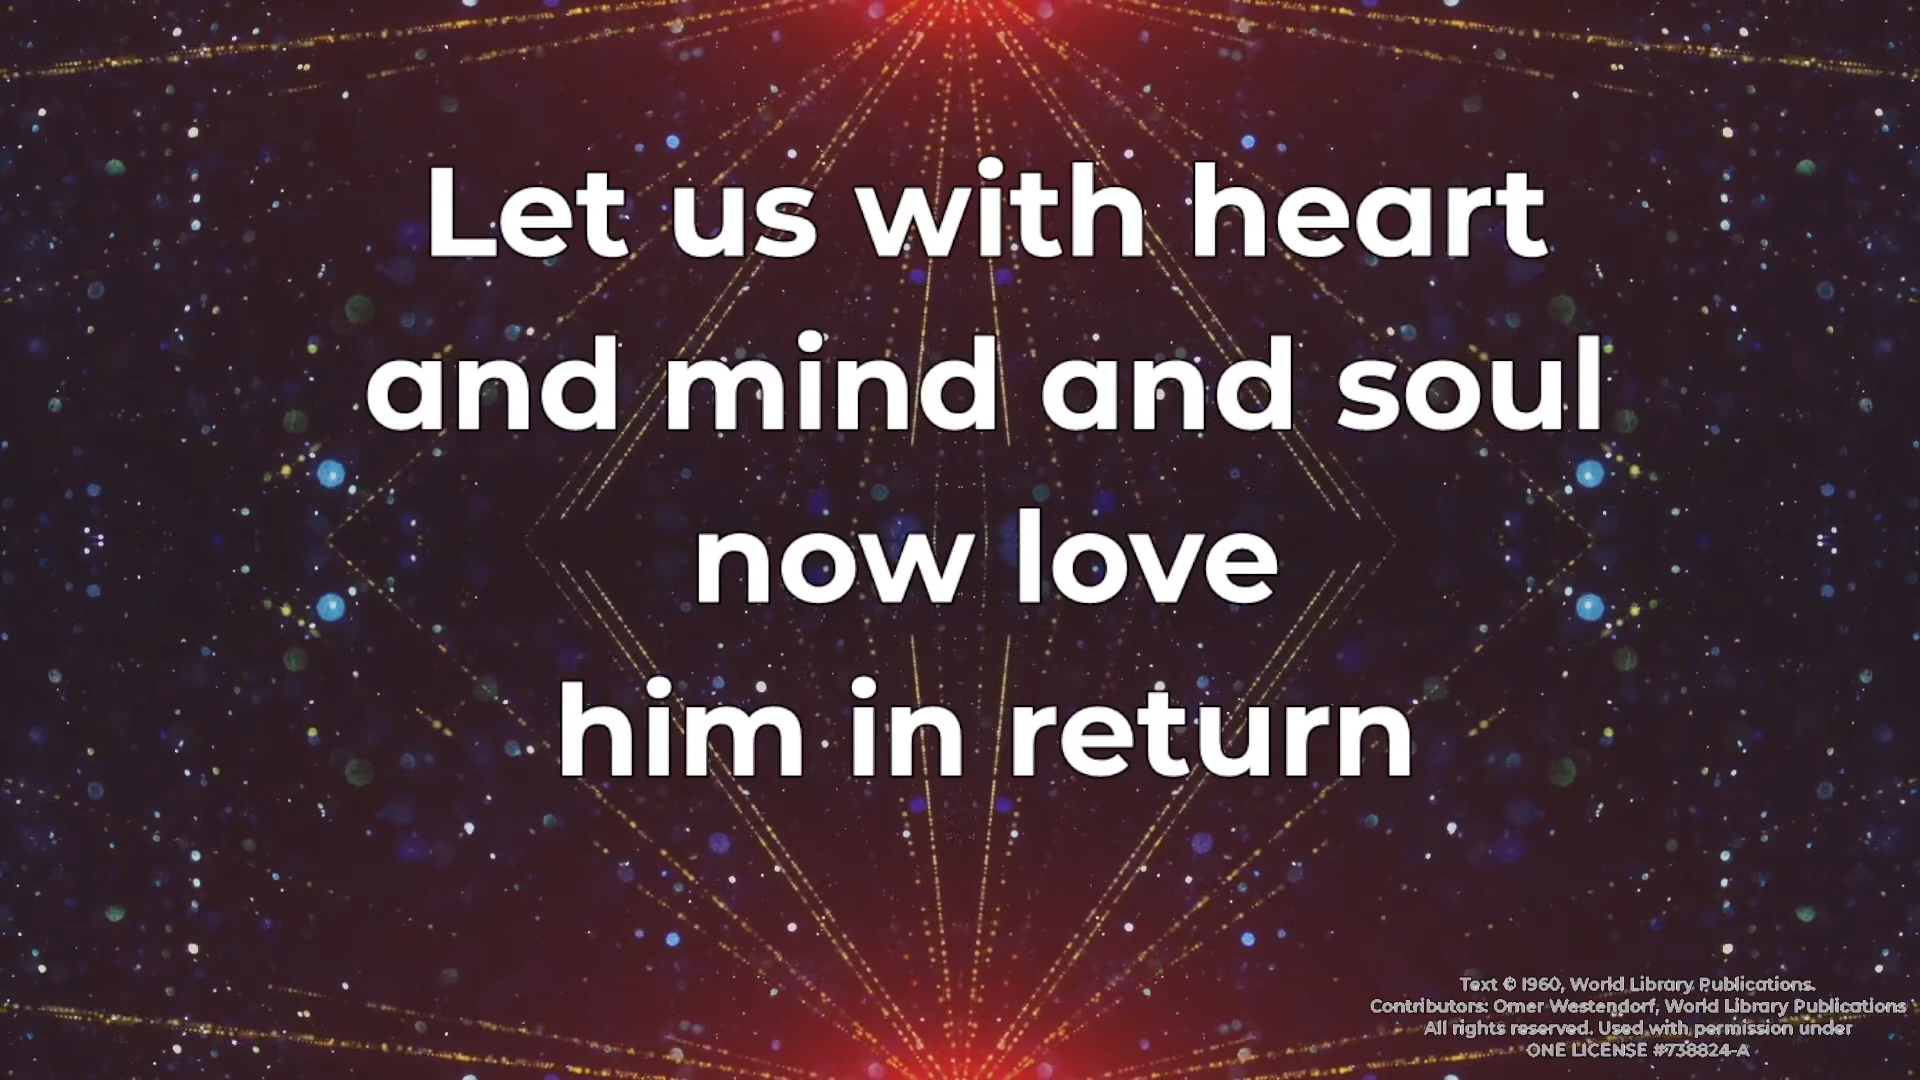 Let us with heart
and mind and soul
now love
him in return
Text © 1960, World Library Publications.
Contributors: Omer Westendorf, World Library Publications
All rights reserved. Used with permission under
ONE LICENSE #738824-A